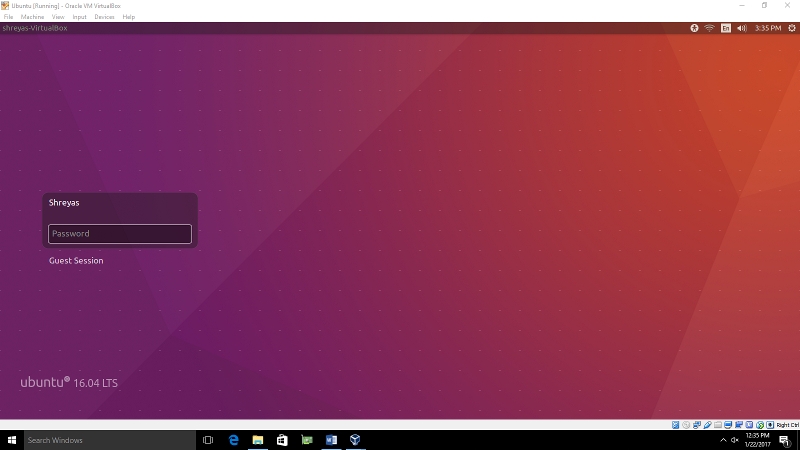 Ubuntu [Running] - Oracle VM VirtualBox
File Machine View Input Devices Help
shreyas-VirtualBox En 3:35 PM
Shreyas
Password
Guest Session
ubuntu® 16.04 LTS
Right Ctrl
Search Windows
12:35 PM
1/22/2017
1